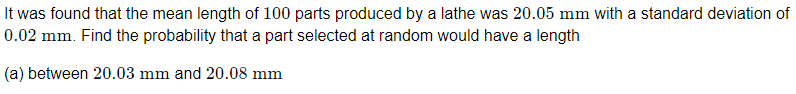 It was found that the mean length of 100 parts produced by a lathe was 20.05 mm with a standard deviation of
0.02 mm. Find the probability that a part selected at random would have a length
(a) between 20.03 mm and 20.08 mm